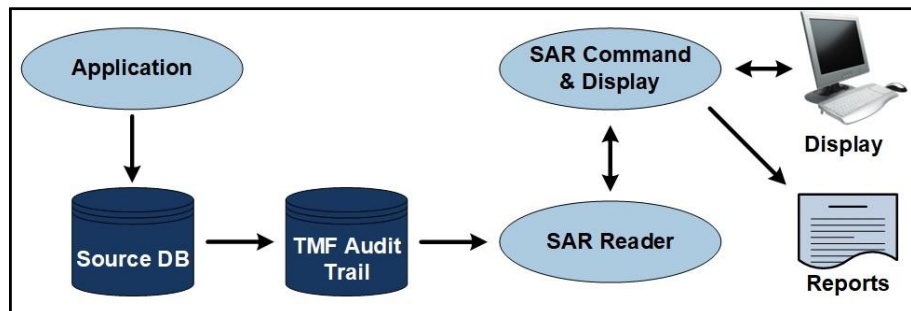 Application
SAR Command
& Display
Display
Source DB
TMF Audit
Trail
SAR Reader
Reports